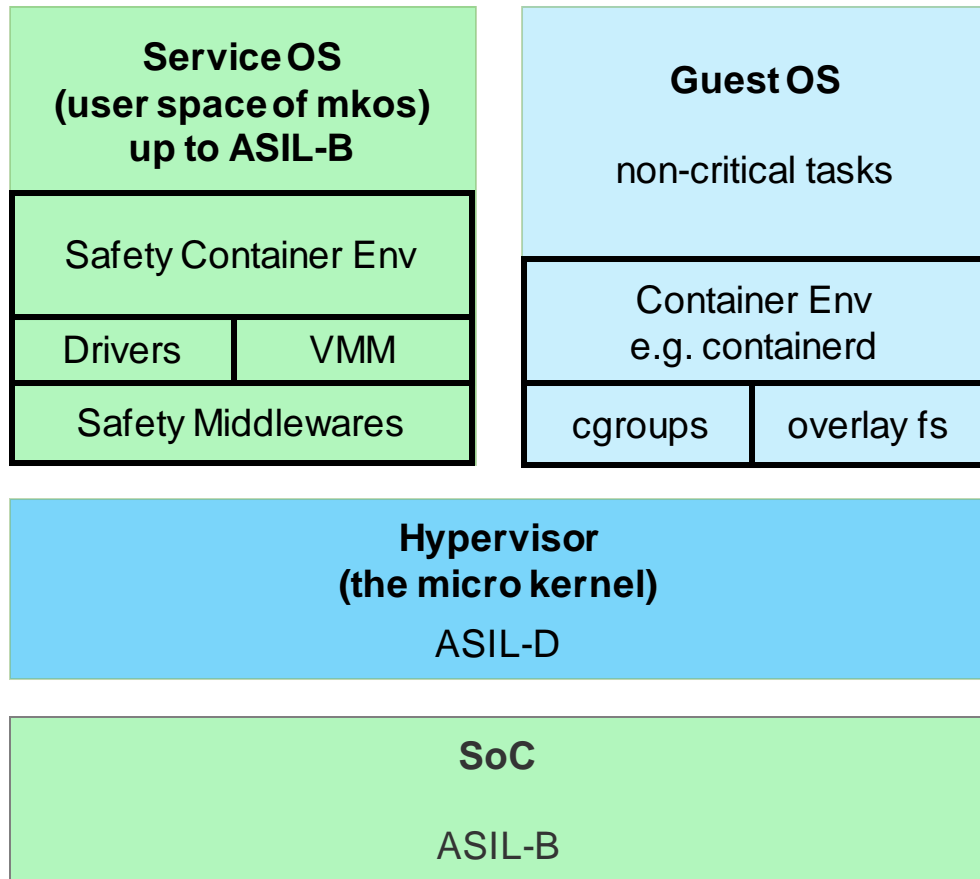 Service OS
(user space of mkos)
up to ASIL-B
Safety Container Env
Drivers
VMM
Safety Middlewares
Guest OS
non-critical tasks
Container Env
e.g. containerd
cgroups
overlay fs
Hypervisor
(the micro kernel)
ASIL-D
SoC
ASIL-B